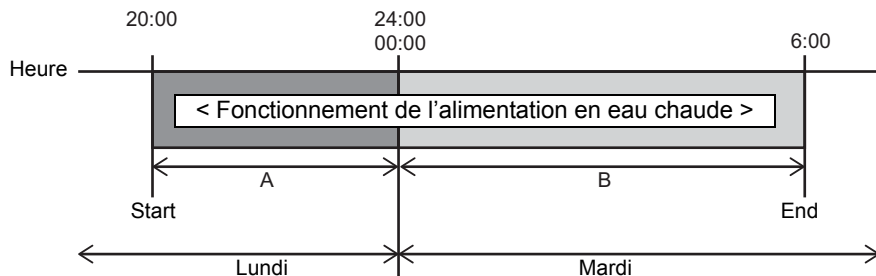 20:00
24:00
00:00
6:00
Heure
< Fonctionnement de l'alimentation en eau chaude >
A
B
Start
End
Lundi
Mardi